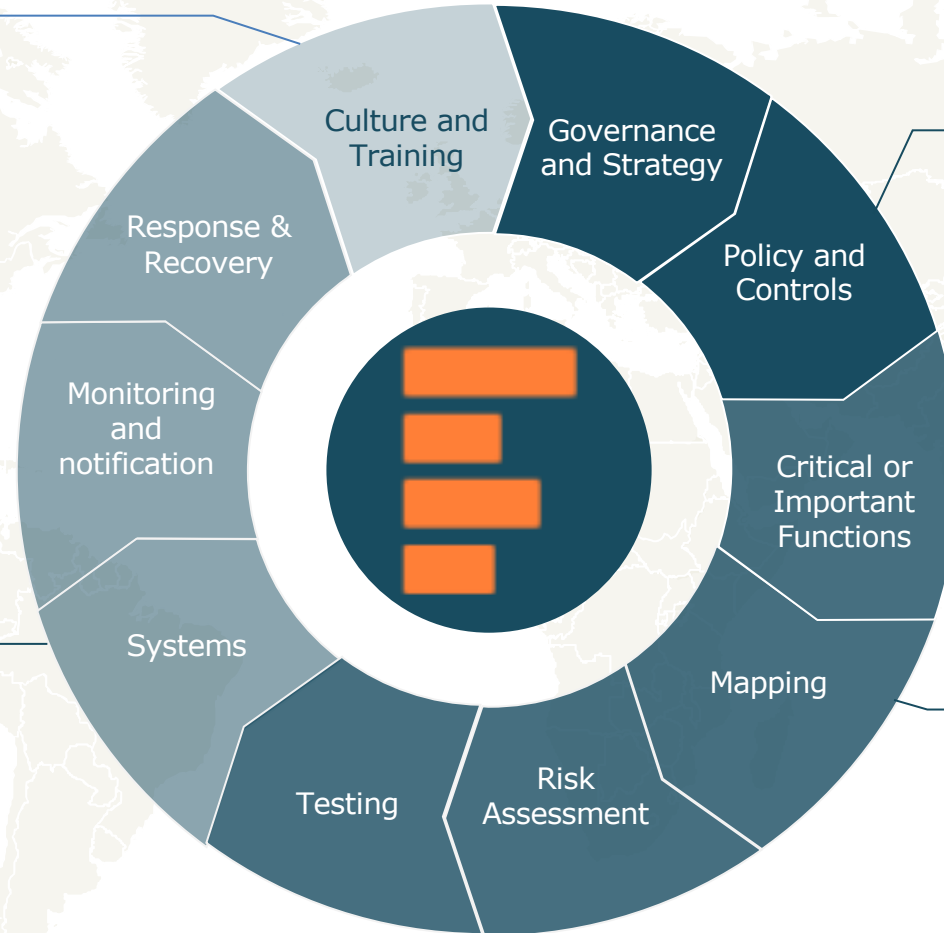 Culture and
Training
Governance
and Strategy
Policy and
Controls
Critical or
Important
Functions
Mapping
Risk
Assessment
Testing
Systems
Monitoring
and
notification
Response &
Recovery